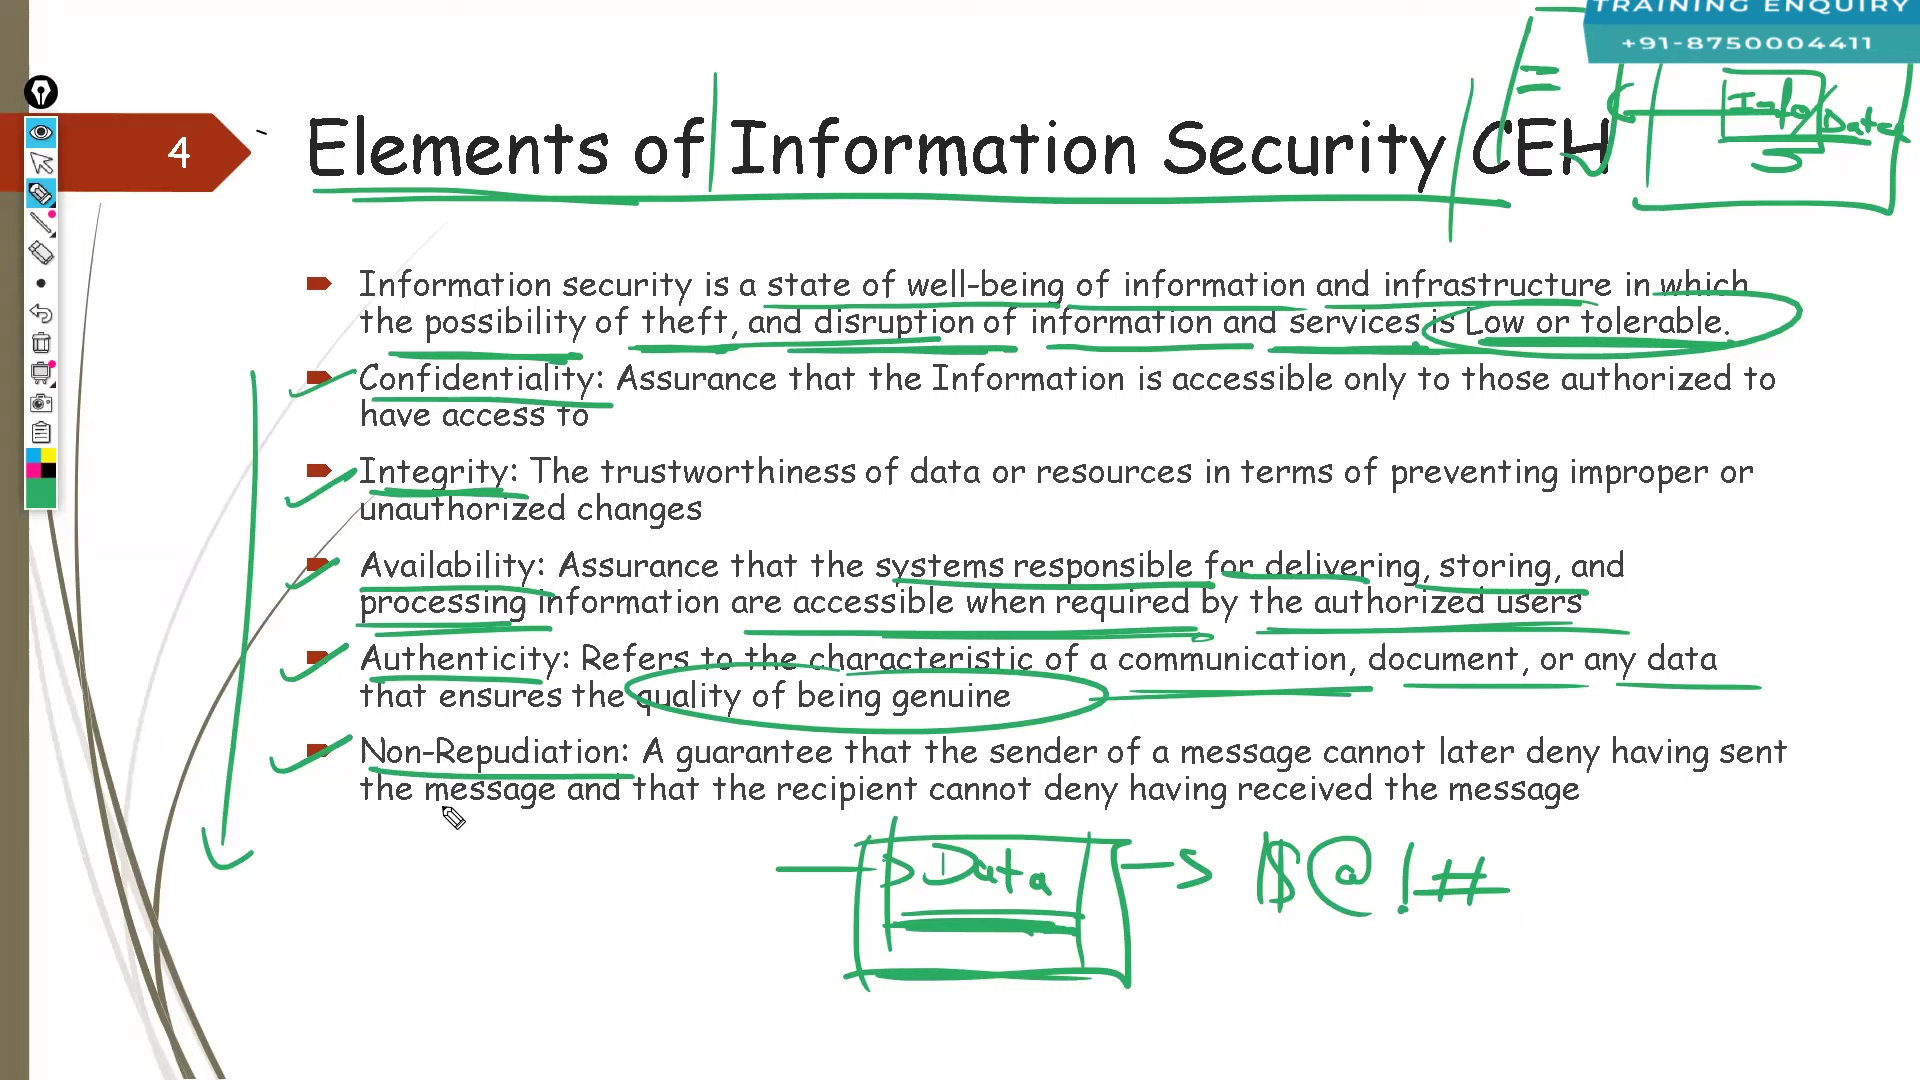 TRAINING ENQUIRY
+91-8750004411
Info/Data
4
Elements of Information Security CEH
Information security is a state of well-being of information and infrastructure in which
the possibility of theft, and disruption of information and services is Low or tolerable.
Confidentiality: Assurance that the Information is accessible only to those authorized to
have access to
Integrity: The trustworthiness of data or resources in terms of preventing improper or
unauthorized changes
Availability: Assurance that the systems responsible for delivering, storing, and
processing information are accessible when required by the authorized users
Authenticity: Refers to the characteristic of a communication, document, or any data
that ensures the quality of being genuine
Non-Repudiation: A guarantee that the sender of a message cannot later deny having sent
the message and that the recipient cannot deny having received the message
Data $@!#